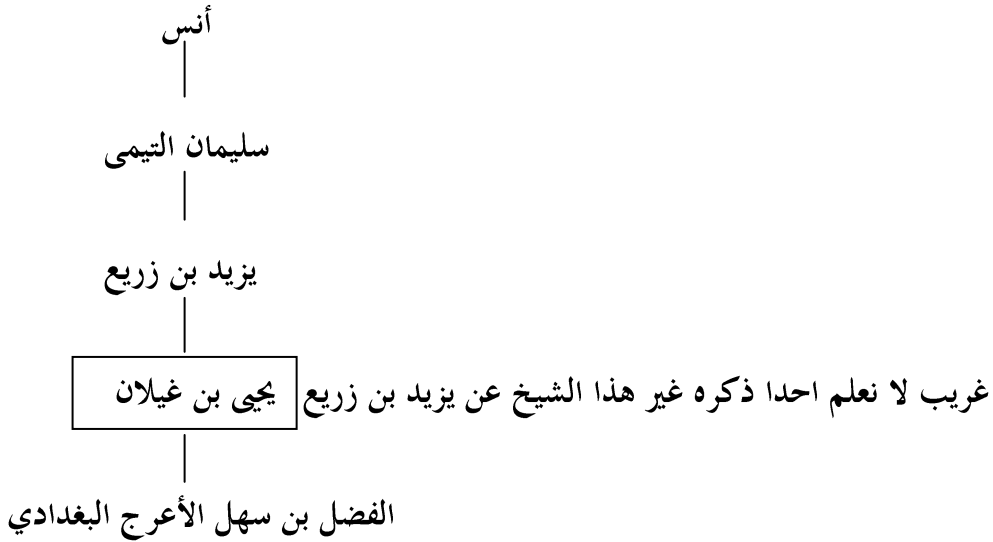 أنس
سليمان التيمى
يزيد بن زريع
يحيى بن غيلان غريب لا نعلم احدا ذكره غير هذا الشيخ عن يزيد بن زريع
الفضل بن سهل الأعرج البغدادي